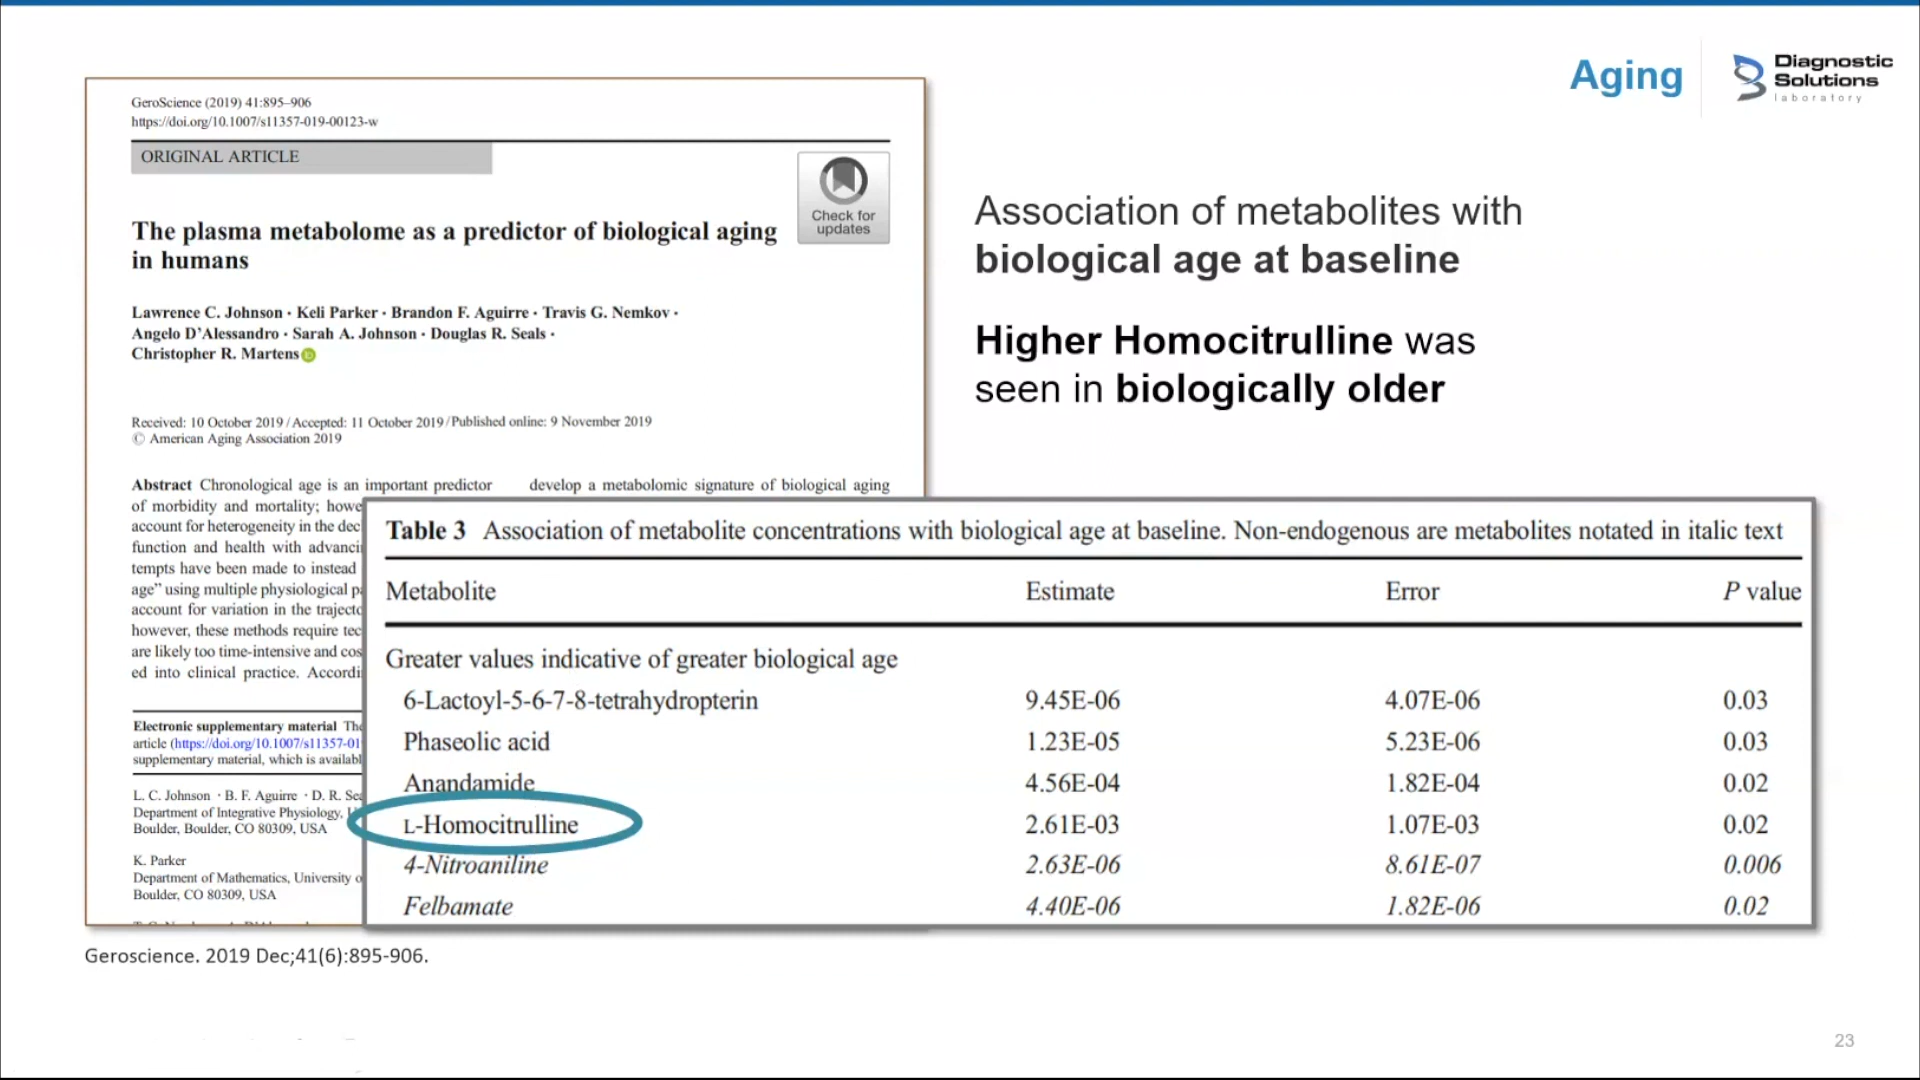 Aging
Diagnostic
Solutions
laboratory
GeroScience (2019) 41:895–906
https://doi.org/10.1007/s11357-019-00123-w
ORIGINAL ARTICLE
Check for
updates
The plasma metabolome as a predictor of biological aging
in humans
Lawrence C. Johnson · Keli Parker · Brandon F. Aguirre · Travis G. Nemkov ·
Angelo D’Alessandro · Sarah A. Johnson · Douglas R. Seals ·
Christopher R. Martens
Received: 10 October 2019 / Accepted: 11 October 2019 / Published online: 9 November 2019
© American Aging Association 2019
Abstract Chronological age is an important predictor
of morbidity and mortality; howe
account for heterogeneity in the dec
function and health with advanci
tempts have been made to instead
age” using multiple physiological p
account for variation in the trajecto
however, these methods require tec
are likely too time-intensive and cos
ed into clinical practice. Accordi
develop a metabolomic signature of biological aging
Electronic supplementary material The
article (https://doi.org/10.1007/s11357-01
supplementary material, which is availabl
L. C. Johnson · B. F. Aguirre · D. R. Sea
Department of Integrative Physiology,
Boulder, Boulder, CO 80309, USA
K. Parker
Department of Mathematics, University o
Boulder, CO 80309, USA
Association of metabolites with
biological age at baseline
Higher Homocitrulline was
seen in biologically older
Table 3 Association of metabolite concentrations with biological age at baseline. Non-endogenous are metabolites notated in italic text
Metabolite Estimate Error P value
Greater values indicative of greater biological age
6-Lactoyl-5-6-7-8-tetrahydropterin 9.45E-06 4.07E-06 0.03
Phaseolic acid 1.23E-05 5.23E-06 0.03
Anandamide 4.56E-04 1.82E-04 0.02
L-Homocitrulline 2.61E-03 1.07E-03 0.02
4-Nitroaniline 2.63E-06 8.61E-07 0.006
Felbamate 4.40E-06 1.82E-06 0.02
Geroscience. 2019 Dec;41(6):895-906.
23